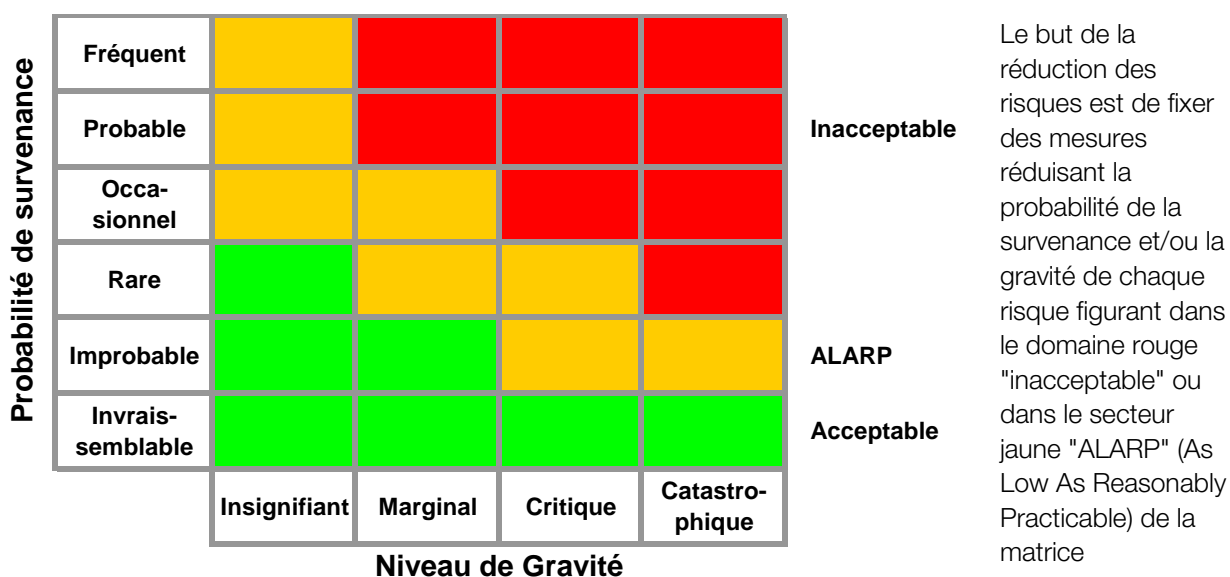 Probabilité de survenance
Fréquent
Probable
Occa-
sionnel
Rare
Improbable
Invrais-
semblable
Insignifiant
Marginal
Critique
Catastro-
phique
Niveau de Gravité
Inacceptable
ALARP
Acceptable
Le but de la
réduction des
risques est de fixer
des mesures
réduisant la
probabilité de la
survenance et/ou la
gravité de chaque
risque figurant dans
le domaine rouge
"inacceptable" ou
dans le secteur
jaune "ALARP" (As
Low As Reasonably
Practicable) de la
matrice